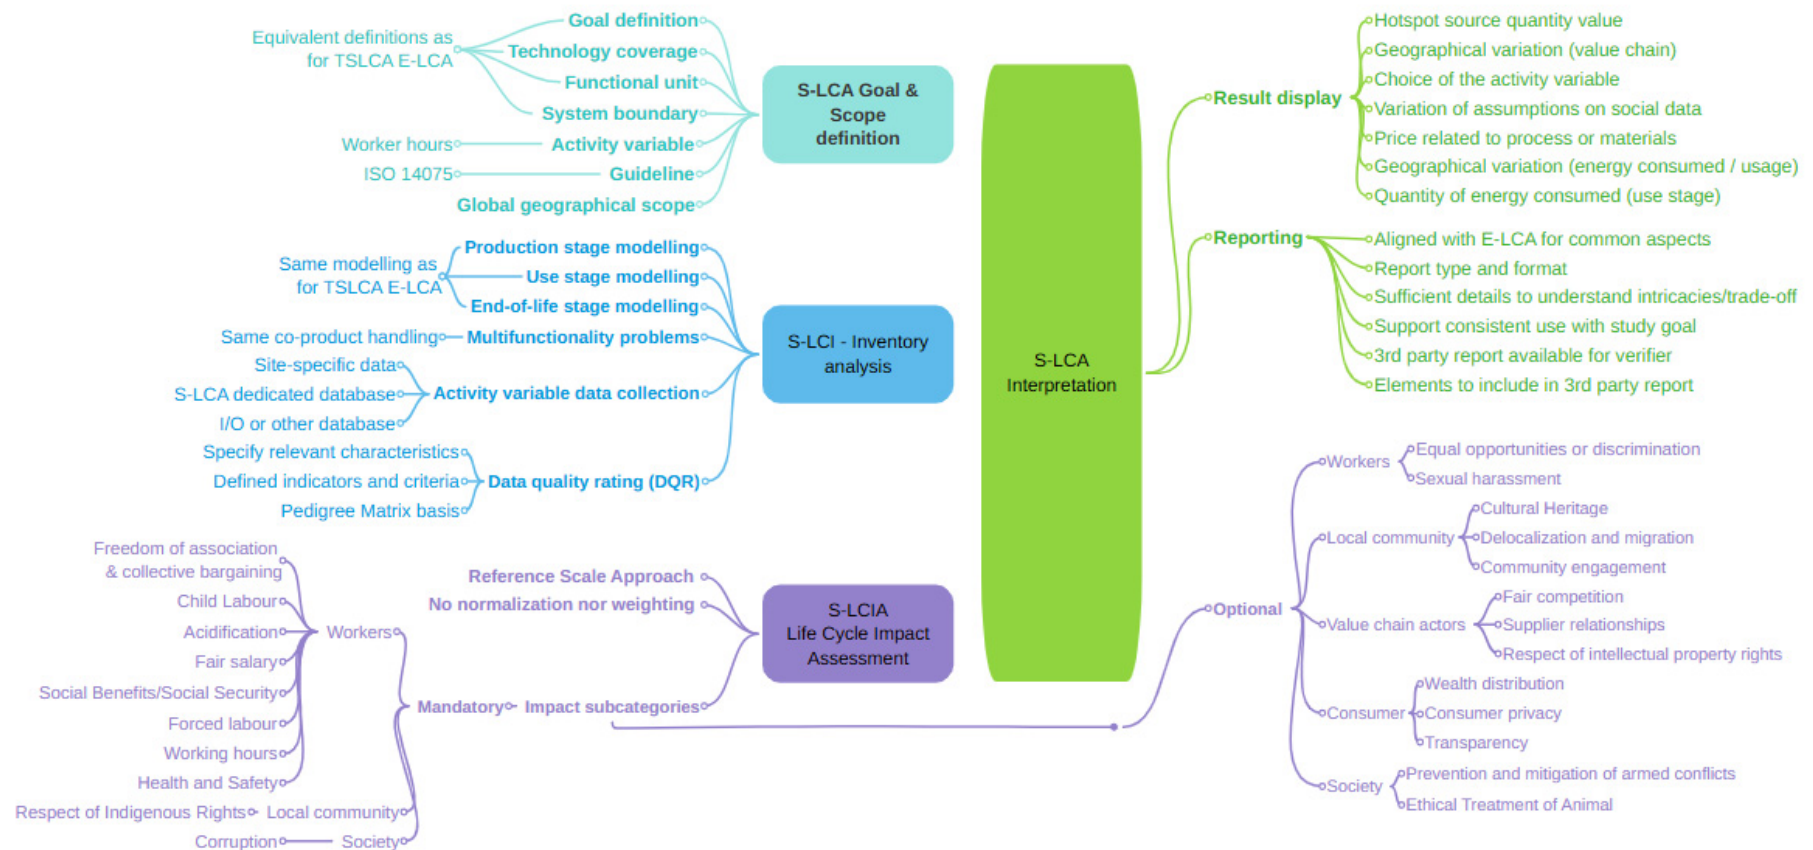 Goal definition
Equivalent definitions as
for TSLCA E-LCA
Technology coverage
Functional unit
System boundary
Worker hours
Activity variable
ISO 14075
Guideline
Global geographical scope
S-LCA Goal &
Scope
definition
Production stage modelling
Same modelling as
for TSLCA E-LCA
Use stage modelling
End-of-life stage modelling
Same co-product handling
Multifunctionality problems
Site-specific data
S-LCA dedicated database
Activity variable data collection
I/O or other database
Specify relevant characteristics
Defined indicators and criteria
Data quality rating (DQR)
Pedigree Matrix basis
S-LCI - Inventory
analysis
Freedom of association
& collective bargaining
Child Labour
Acidification
Workers
Fair salary
Social Benefits/Social Security
Forced labour
Working hours
Health and Safety
Respect of Indigenous Rights
Local community
Corruption
Society
Reference Scale Approach
No normalization nor weighting
Mandatory
Impact subcategories
S-LCIA
Life Cycle Impact
Assessment
S-LCA
Interpretation
Result display
Hotspot source quantity value
Geographical variation (value chain)
Choice of the activity variable
Variation of assumptions on social data
Price related to process or materials
Geographical variation (energy consumed / usage)
Quantity of energy consumed (use stage)
Reporting
Aligned with E-LCA for common aspects
Report type and format
Sufficient details to understand intricacies/trade-off
Support consistent use with study goal
3rd party report available for verifier
Elements to include in 3rd party report
Optional
Workers
Equal opportunities or discrimination
Sexual harassment
Local community
Cultural Heritage
Delocalization and migration
Community engagement
Value chain actors
Fair competition
Supplier relationships
Respect of intellectual property rights
Consumer
Wealth distribution
Consumer privacy
Transparency
Society
Prevention and mitigation of armed conflicts
Ethical Treatment of Animal